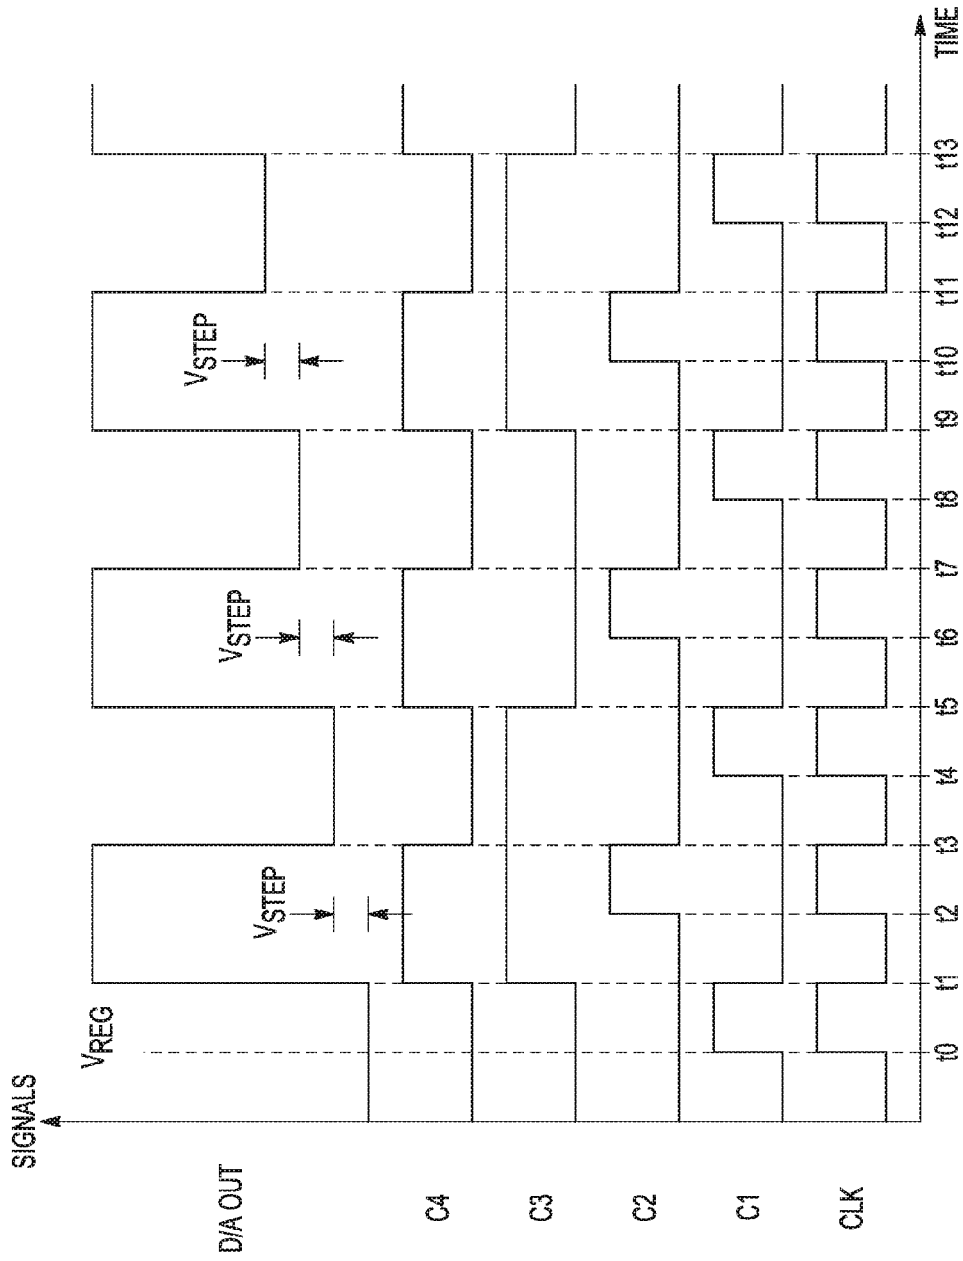 SIGNALS
VREG
D/A OUT
VSTEP
VSTEP
VSTEP
C4
C3
C2
C1
CLK
t0 t1 t2 t3 t4 t5 t6 t7 t8 t9 t10 t11 t12 t13
TIME